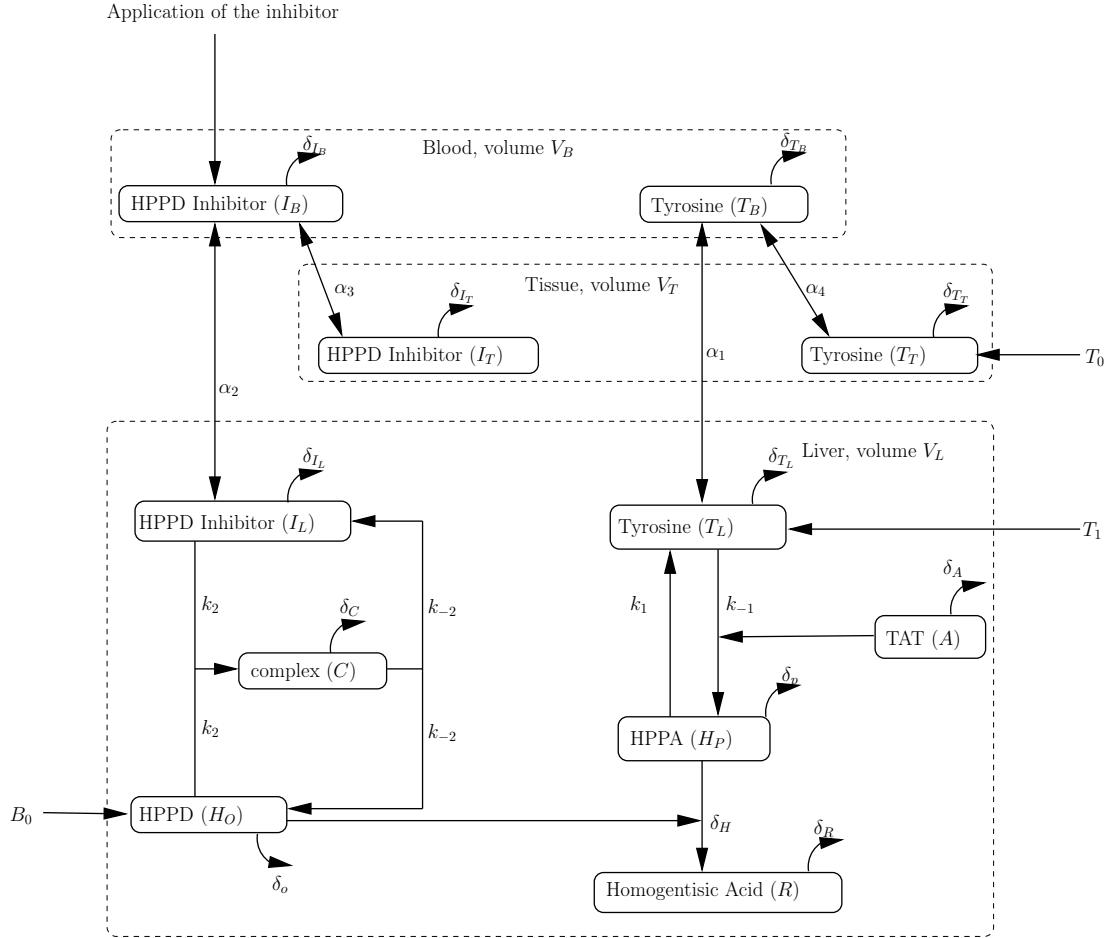 Application of the inhibitor
Blood, volume V_B
δ_{I_B}
δ_{T_B}
HPPD Inhibitor (I_B)
Tyrosine (T_B)
Tissue, volume V_T
α_3
δ_{I_T}
α_4
δ_{T_T}
HPPD Inhibitor (I_T)
α_1
Tyrosine (T_T)
T_0
α_2
Liver, volume V_L
δ_{I_L}
δ_{T_L}
HPPD Inhibitor (I_L)
Tyrosine (T_L)
T_1
δ_A
k_2
δ_C
k_{−2}
k_1
k_{−1}
TAT (A)
complex (C)
δ_p
k_2
k_{−2}
HPPA (H_P)
B_0
HPPD (H_O)
δ_H
δ_R
δ_o
Homogentisic Acid (R)